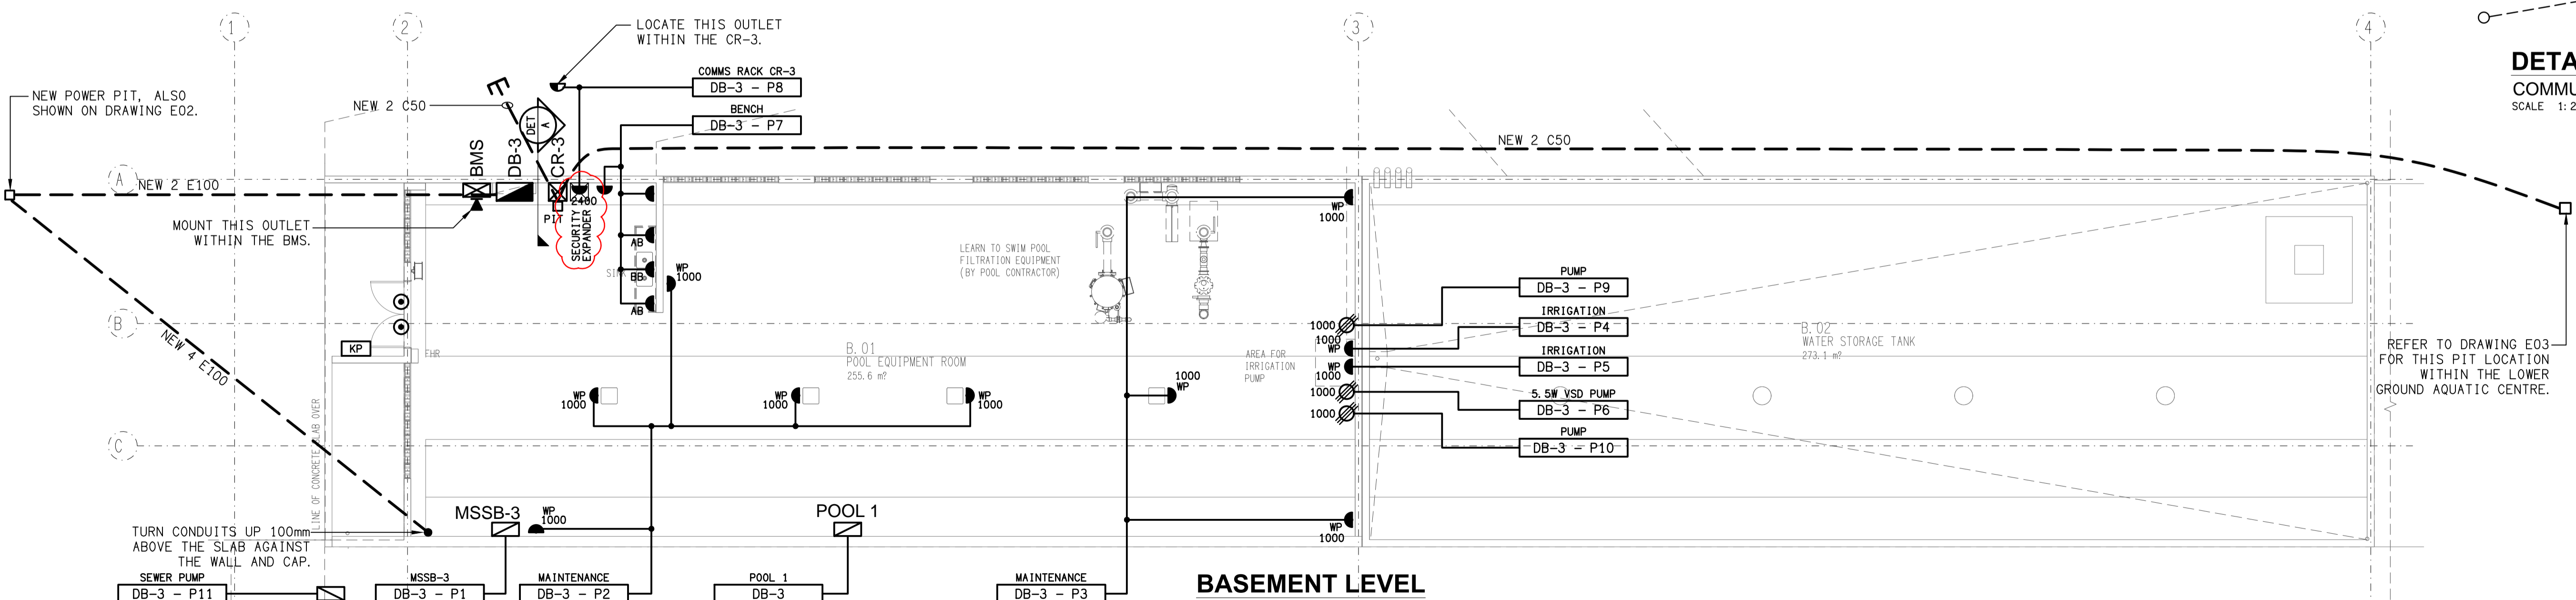 1
2
3
4
LOCATE THIS OUTLET
WITHIN THE CR-3.
DETA
COMMU
SCALE 1:2
COMMS RACK CR-3
DB-3 - P8
NEW POWER PIT, ALSO
SHOWN ON DRAWING E02.
NEW 2 C50
E
BENCH
DB-3 - P7
DET
A
NEW 2 C50
BMS
DB-3
CR-3
A
NEW 2 E100
2400
PIT
SECURITY
EXPANDER
MOUNT THIS OUTLET
WITHIN THE BMS.
WP
1000
AB
SINK
BB
AB
WP
1000
LEARN TO SWIM POOL
FILTRATION EQUIPMENT
(BY POOL CONTRACTOR)
PUMP
DB-3 - P9
B
1000
IRRIGATION
DB-3 - P4
1000
WP
B.02
WATER STORAGE TANK
273.1 m?
NEW 4 E100
KP
FHR
B.01
POOL EQUIPMENT ROOM
255.6 m?
AREA FOR
IRRIGATION
PUMP
WP
1000
IRRIGATION
DB-3 - P5
REFER TO DRAWING E03
FOR THIS PIT LOCATION
WITHIN THE LOWER
GROUND AQUATIC CENTRE.
WP
1000
WP
1000
WP
1000
1000
WP
1000
5.5W VSD PUMP
DB-3 - P6
1000
PUMP
DB-3 - P10
C
LINE OF CONCRETE SLAB OVER
MSSB-3
WP
1000
POOL 1
WP
1000
TURN CONDUITS UP 100mm
ABOVE THE SLAB AGAINST
THE WALL AND CAP.
SEWER PUMP
DB-3 - P11
MSSB-3
DB-3 - P1
MAINTENANCE
DB-3 - P2
POOL 1
DB-3
MAINTENANCE
DB-3 - P3
BASEMENT LEVEL